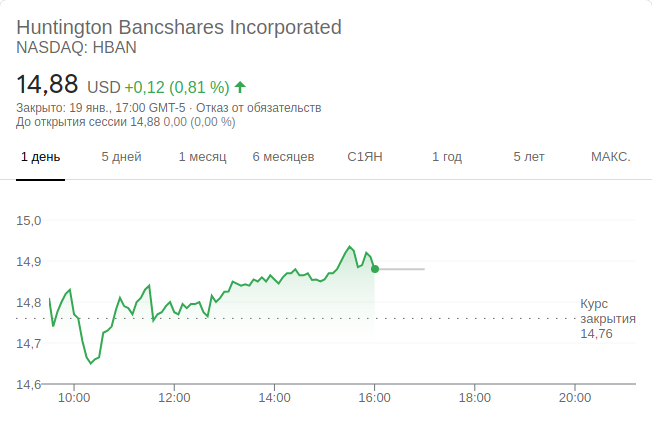 Huntington Bancshares Incorporated
NASDAQ: HBAN
14,88 USD +0,12 (0,81 %)
Закрыто: 19 янв., 17:00 GMT-5 · Отказ от обязательств
До открытия сессии 14,88 0,00 (0,00 %)
1 день 5 дней 1 месяц 6 месяцев С1ЯН 1 год 5 лет МАКС.
15,0
14,9
14,8
Курс
закрытия
14,76
14,7
14,6
10:00 12:00 14:00 16:00 18:00 20:00